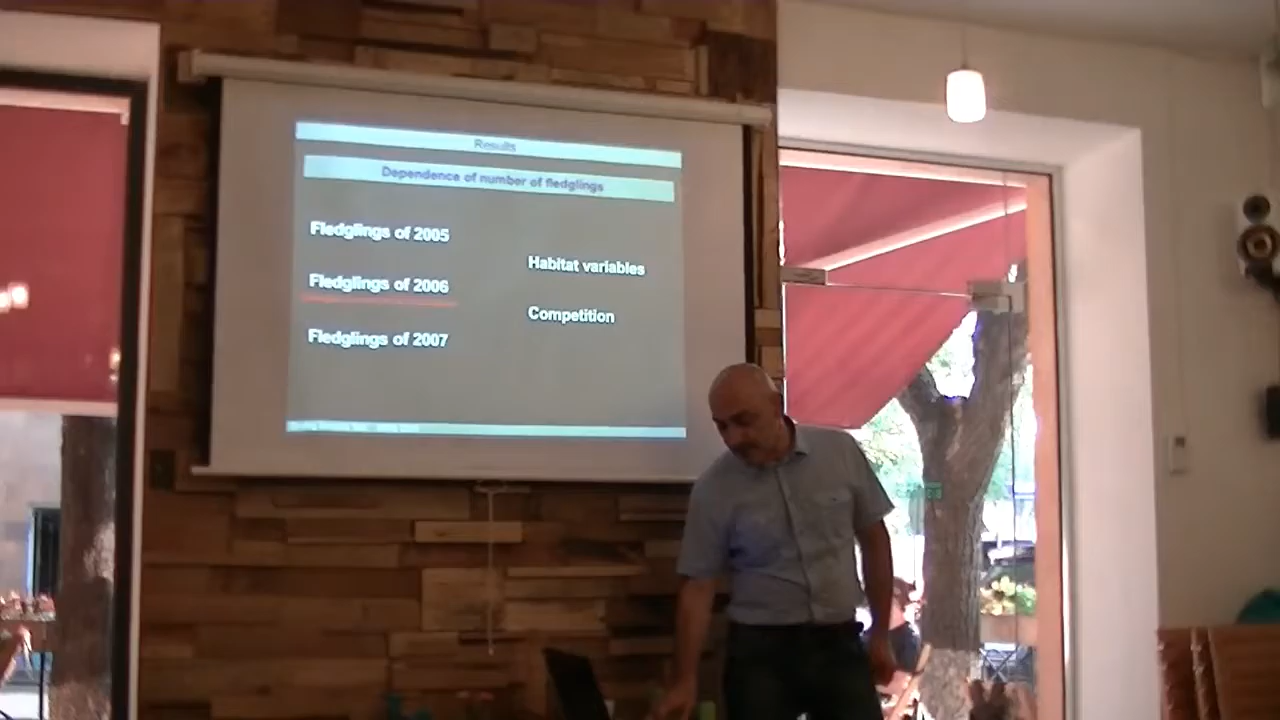 Results
Dependence of number of fledglings
Fledglings of 2005
Habitat variables
Fledglings of 2006
Competition
Fledglings of 2007